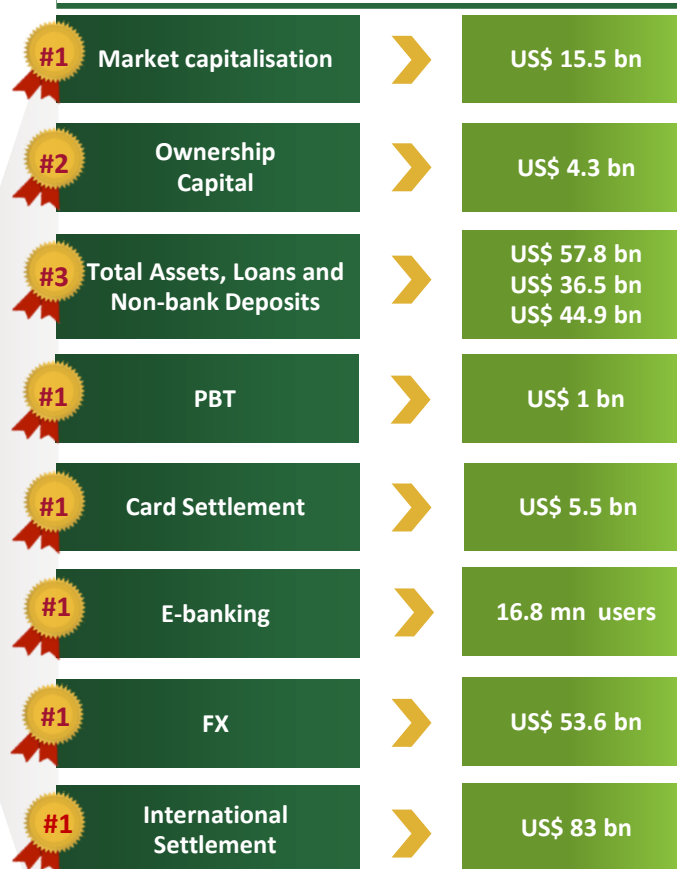 #1
Market capitalisation
US$ 15.5 bn
#2
Ownership
Capital
US$ 4.3 bn
#3
Total Assets, Loans and
Non-bank Deposits
US$ 57.8 bn
US$ 36.5 bn
US$ 44.9 bn
#1
PBT
US$ 1 bn
#1
Card Settlement
US$ 5.5 bn
#1
E-banking
16.8 mn users
#1
FX
US$ 53.6 bn
#1
International
Settlement
US$ 83 bn